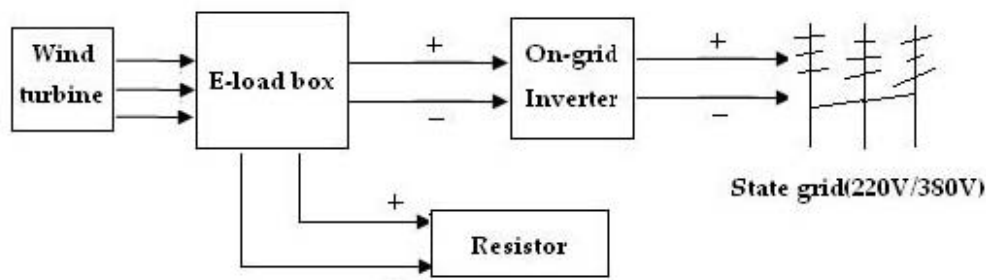 Wind
turbine
E-load box
+
−
On-grid
Inverter
+
−
State grid(220V/380V)
+
Resistor